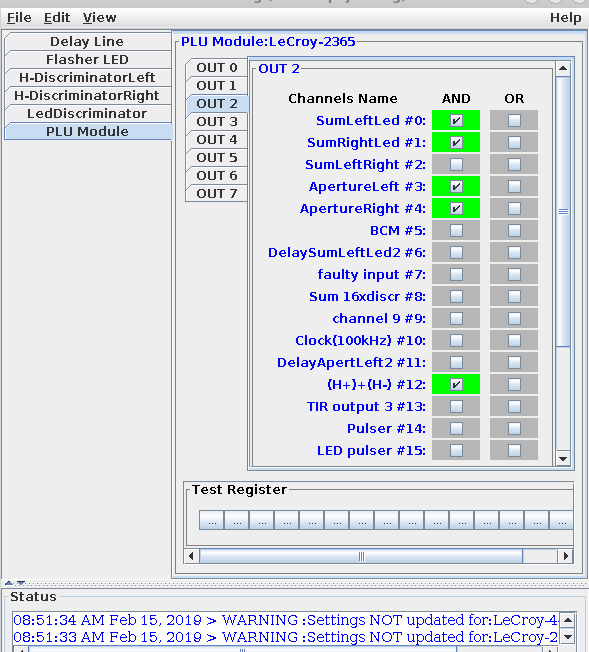 File Edit View Help
Delay Line
Flasher LED
H-DiscriminatorLeft
H-DiscriminatorRight
LedDiscriminator
PLU Module
PLU Module:LeCroy-2365
OUT 0
OUT 1
OUT 2
OUT 3
OUT 4
OUT 5
OUT 6
OUT 7
OUT 2
Channels Name AND OR
SumLeftLed #0:
SumRightLed #1:
SumLeftRight #2:
ApertureLeft #3:
ApertureRight #4:
BCM #5:
DelaySumLeftLed2 #6:
faulty input #7:
Sum 16xdiscr #8:
channel 9 #9:
Clock(100kHz) #10:
DelayApertLeft2 #11:
(H+)+(H-) #12:
TIR output 3 #13:
Pulser #14:
LED pulser #15:
Test Register
... ... ... ... ... ... ... ... ... ... ... ... ... ... ...
Status
08:51:34 AM Feb 15, 2019 > WARNING :Settings NOT updated for:LeCroy-4
08:51:33 AM Feb 15, 2019 > WARNING :Settings NOT updated for:LeCroy-2